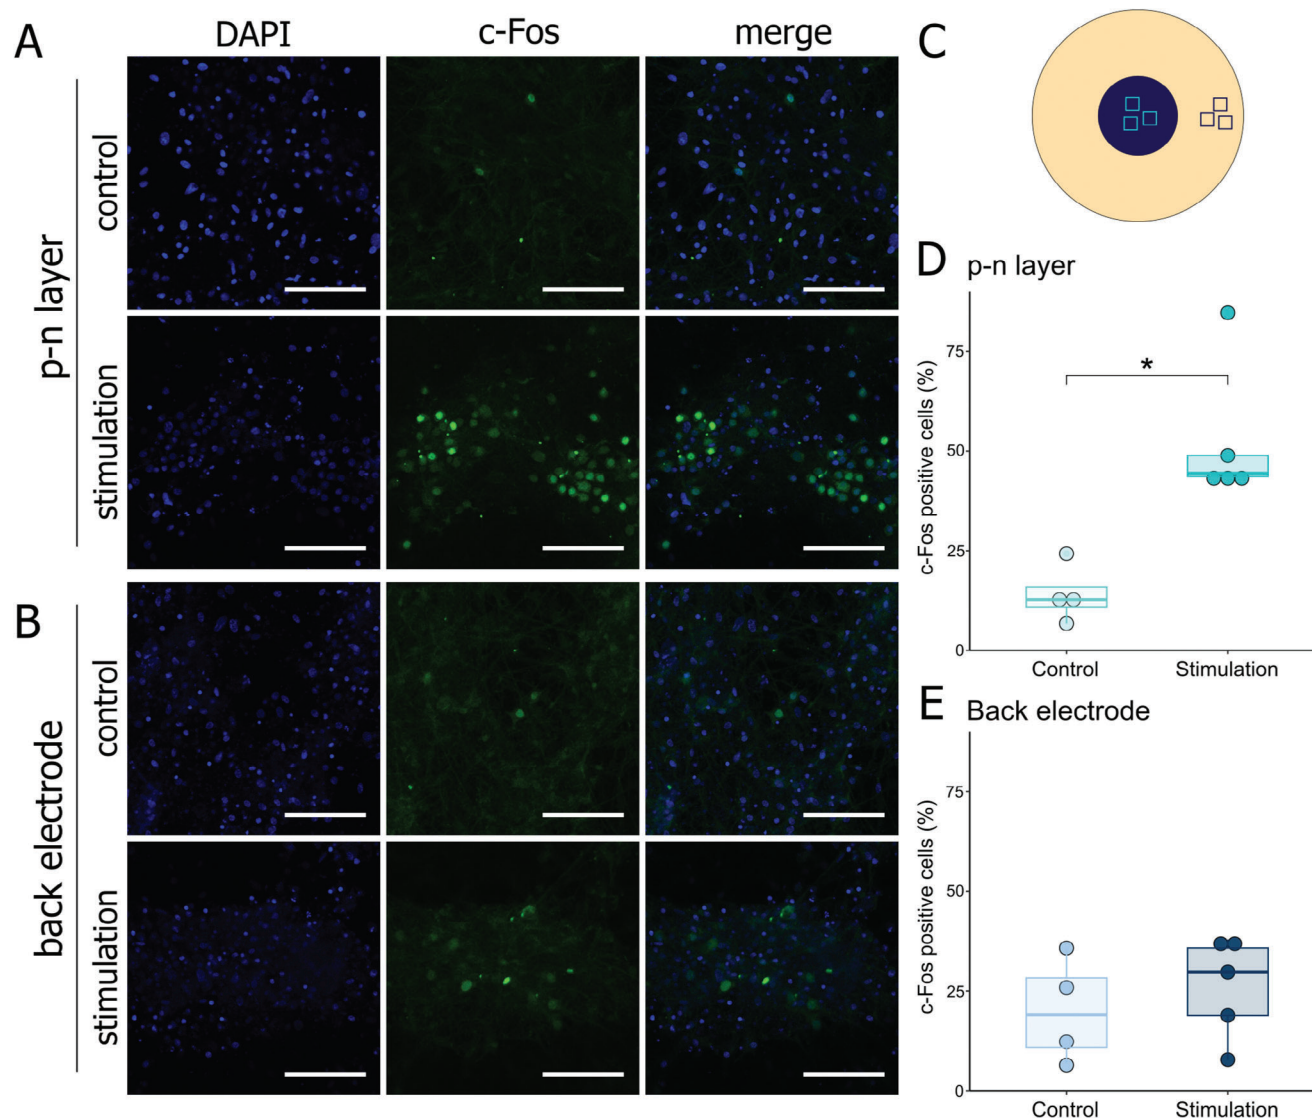 A
DAPI
c-Fos
merge
p-n layer
control
stimulation
B
back electrode
control
stimulation
C
D
p-n layer
c-Fos positive cells (%)
75
50
25
0
*
Control
Stimulation
E
Back electrode
c-Fos positive cells (%)
75
50
25
0
Control
Stimulation